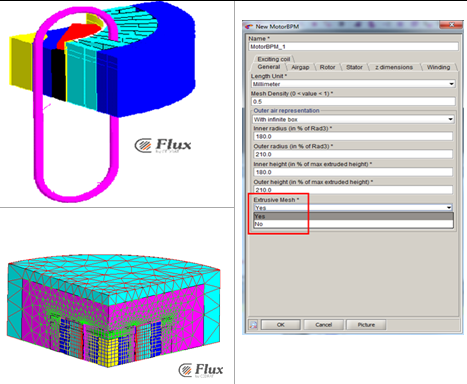 Flux
Flux
New MotorBPM
Name *
MotorBPM_1
Exciting coil
General Airgap Rotor Stator z dimensions Winding
Length Unit *
Millimeter
Mesh Density (0 < value < 1) *
0.5
Outer air representation
With infinite box
Inner radius (in % of Rad3) *
180.0
Outer radius (in % of Rad3) *
210.0
Inner height (in % of max extruded height) *
180.0
Outer height (in % of max extruded height) *
210.0
Extrusive Mesh *
Yes
Yes
No
OK Cancel Picture